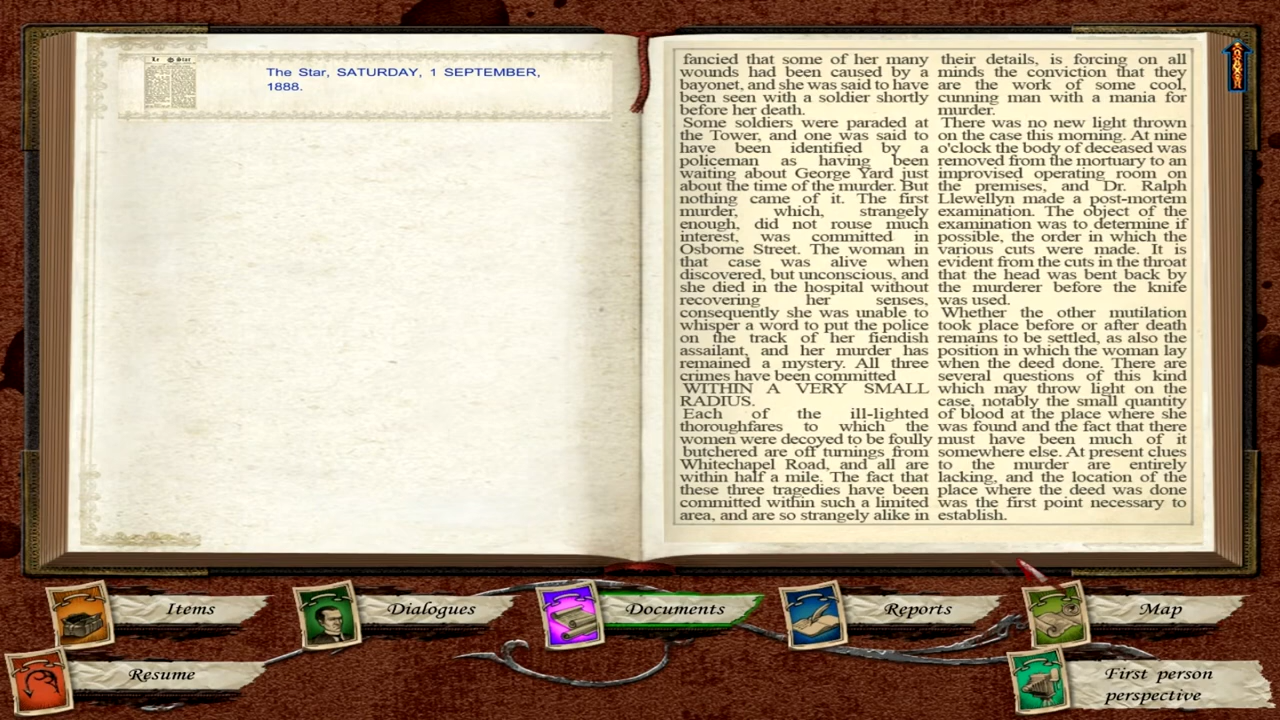 Le Star
The Star, SATURDAY, 1 SEPTEMBER,
1888.
fancied that some of her many
wounds had been caused by a
bayonet, and she was said to have
been seen with a soldier shortly
before her death.
Some soldiers were paraded at
the Tower, and one was said to
have been identified by a
policeman as having been
waiting about George Yard just
about the time of the murder. But
nothing came of it. The first
murder, which, strangely
enough, did not rouse much
interest, was committed in
Osborne Street. The woman in
that case was alive when
discovered, but unconscious, and
she died in the hospital without
recovering her senses,
consequently she was unable to
whisper a word to put the police
on the track of her fiendish
assailant, and her murder has
remained a mystery. All three
crimes have been committed
WITHIN A VERY SMALL
RADIUS.
Each of the ill-lighted
thoroughfares to which the
women were decoyed to be foully
butchered are off turnings from
Whitechapel Road, and all are
within half a mile. The fact that
these three tragedies have been
committed within such a limited
area, and are so strangely alike in
their details, is forcing on all
minds the conviction that they
are the work of some cool,
cunning man with a mania for
murder.
There was no new light thrown
on the case this morning. At nine
o'clock the body of deceased was
removed from the mortuary to an
improvised operating room on
the premises, and Dr. Ralph
Llewellyn made a post-mortem
examination. The object of the
examination was to determine if
possible, the order in which the
various cuts were made. It is
evident from the cuts in the throat
that the head was bent back by
the murderer before the knife
was used.
Whether the other mutilation
took place before or after death
remains to be settled, as also the
position in which the woman lay
when the deed done. There are
several questions of this kind
which may throw light on the
case, notably the small quantity
of blood at the place where she
was found and the fact that there
must have been much of it
somewhere else. At present clues
to the murder are entirely
lacking, and the location of the
place where the deed was done
was the first point necessary to
establish.
Items
Dialogues
Documents
Reports
Map
Resume
First person
perspective